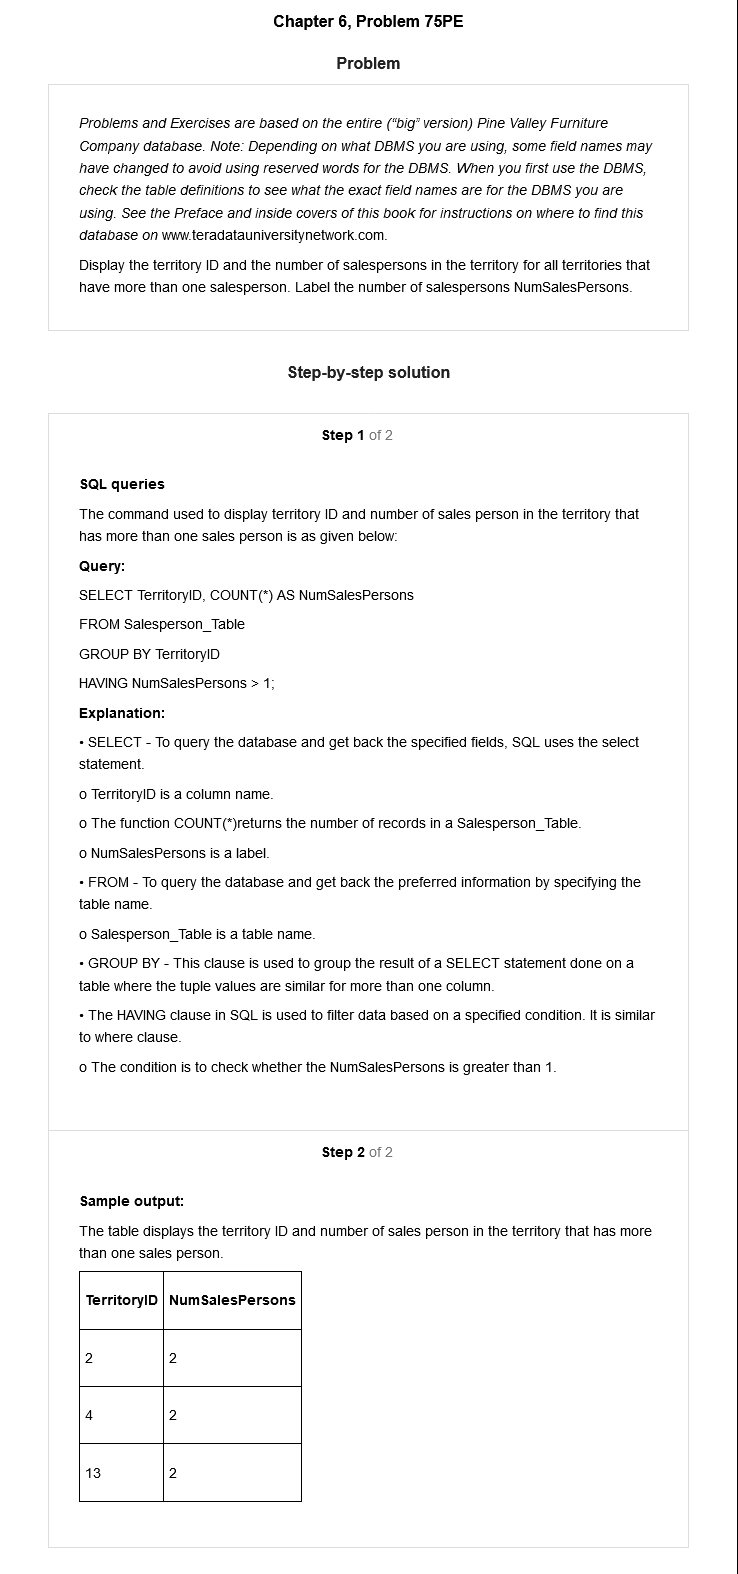 Chapter 6, Problem 75PE
Problem
Problems and Exercises are based on the entire (“big” version) Pine Valley Furniture
Company database. Note: Depending on what DBMS you are using, some field names may
have changed to avoid using reserved words for the DBMS. When you first use the DBMS,
check the table definitions to see what the exact field names are for the DBMS you are
using. See the Preface and inside covers of this book for instructions on where to find this
database on www.teradatauniversitynetwork.com.
Display the territory ID and the number of salespersons in the territory for all territories that
have more than one salesperson. Label the number of salespersons NumSalesPersons.
Step-by-step solution
Step 1 of 2
SQL queries
The command used to display territory ID and number of sales person in the territory that
has more than one sales person is as given below:
Query:
SELECT TerritoryID, COUNT(*) AS NumSalesPersons
FROM Salesperson_Table
GROUP BY TerritoryID
HAVING NumSalesPersons > 1;
Explanation:
• SELECT - To query the database and get back the specified fields, SQL uses the select
statement.
o TerritoryID is a column name.
o The function COUNT(*)returns the number of records in a Salesperson_Table.
o NumSalesPersons is a label.
• FROM - To query the database and get back the preferred information by specifying the
table name.
o Salesperson_Table is a table name.
• GROUP BY - This clause is used to group the result of a SELECT statement done on a
table where the tuple values are similar for more than one column.
• The HAVING clause in SQL is used to filter data based on a specified condition. It is similar
to where clause.
o The condition is to check whether the NumSalesPersons is greater than 1.
Step 2 of 2
Sample output:
The table displays the territory ID and number of sales person in the territory that has more
than one sales person.
TerritoryID NumSalesPersons
2 2
4 2
13 2